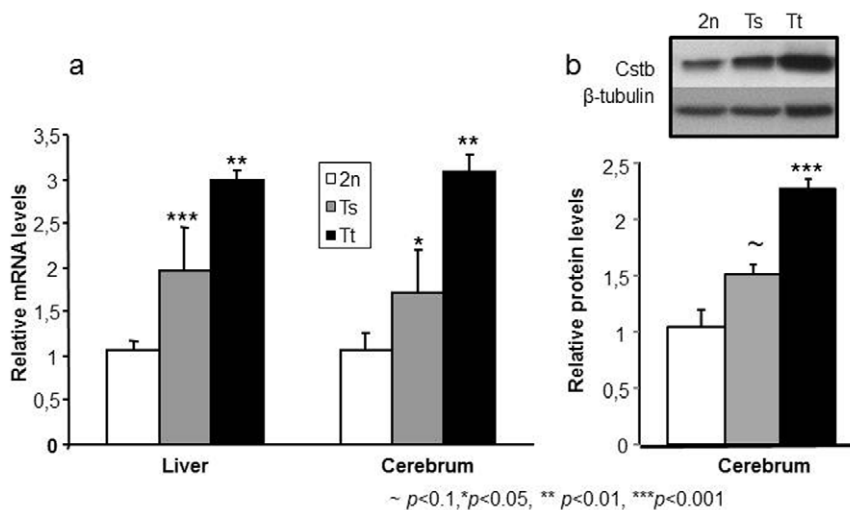 a
Relative mRNA levels
3,5
3
2,5
2
1,5
1
0,5
0
***
**
*
**
2n
Ts
Tt
Liver
Cerebrum
b
2n Ts Tt
Cstb
β-tubulin
Relative protein levels
2,5
2
1,5
1
0,5
0
~
***
Cerebrum
~ p<0.1,*p<0.05, ** p<0.01, ***p<0.001